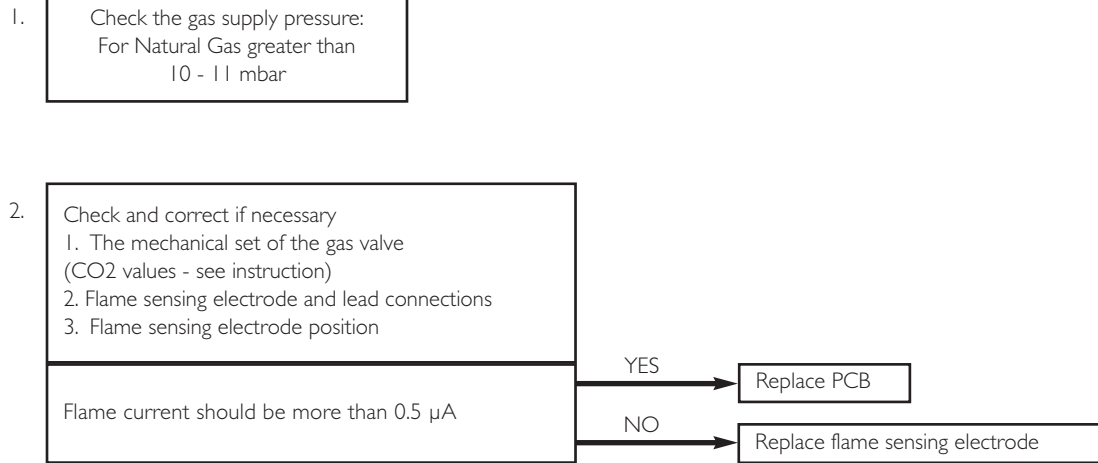 1.
Check the gas supply pressure:
For Natural Gas greater than
10 - 11 mbar
2.
Check and correct if necessary
1. The mechanical set of the gas valve
(CO2 values - see instruction)
2. Flame sensing electrode and lead connections
3. Flame sensing electrode position
Flame current should be more than 0.5 µA
YES
Replace PCB
NO
Replace flame sensing electrode